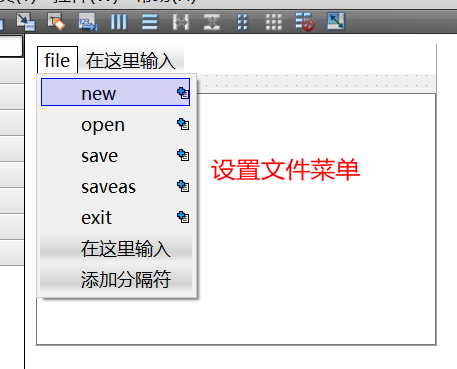 file 在这里输入
new
open
save
设置文件菜单
saveas
exit
在这里输入
添加分隔符